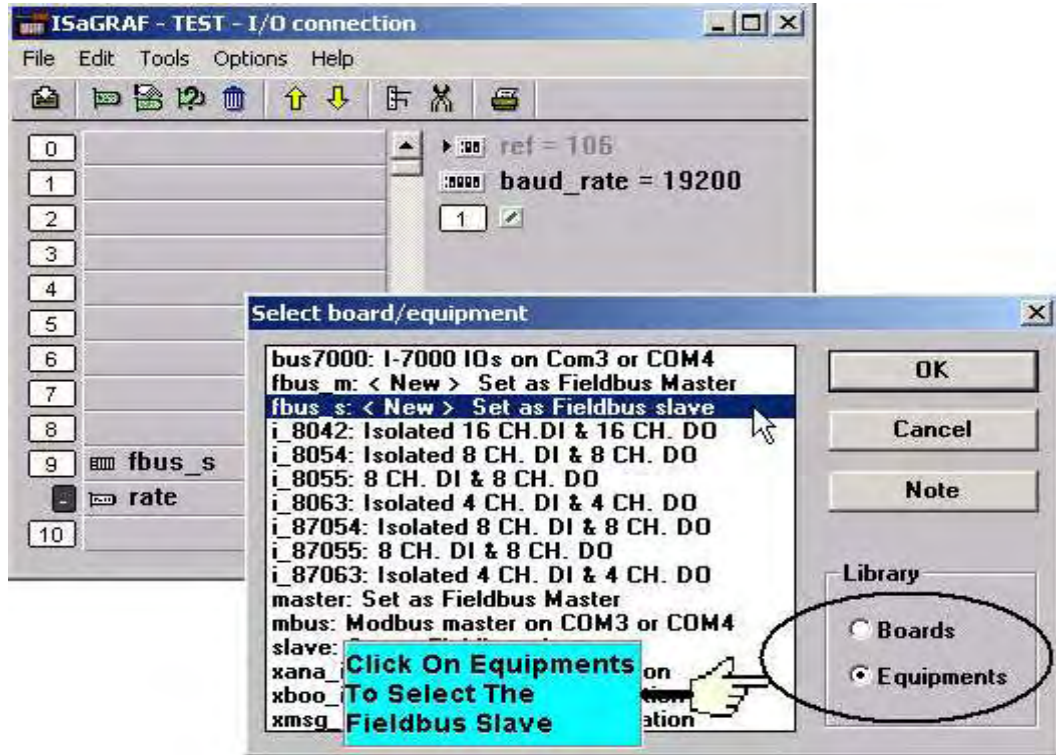 ISaGRAF - TEST - I/O connection
File Edit Tools Options Help
0
1
2
3
4
5
6
7
8
9 fbus_s
rate
10
ref = 106
baud_rate = 19200
1
Select board/equipment
bus7000: I-7000 IOs on Com3 or COM4
fbus_m: < New > Set as Fieldbus Master
fbus_s: < New > Set as Fieldbus slave
i_8042: Isolated 16 CH.DI & 16 CH. DO
i_8054: Isolated 8 CH. DI & 8 CH. DO
i_8055: 8 CH. DI & 8 CH. DO
i_8063: Isolated 4 CH. DI & 4 CH. DO
i_87054: Isolated 8 CH. DI & 8 CH. DO
i_87055: 8 CH. DI & 8 CH. DO
i_87063: Isolated 4 CH. DI & 4 CH. DO
master: Set as Fieldbus Master
mbus: Modbus master on COM3 or COM4
slave:
xana_
xboo_
xmsg_
Click On Equipments
To Select The
Fieldbus Slave
OK
Cancel
Note
Library
Boards
Equipments